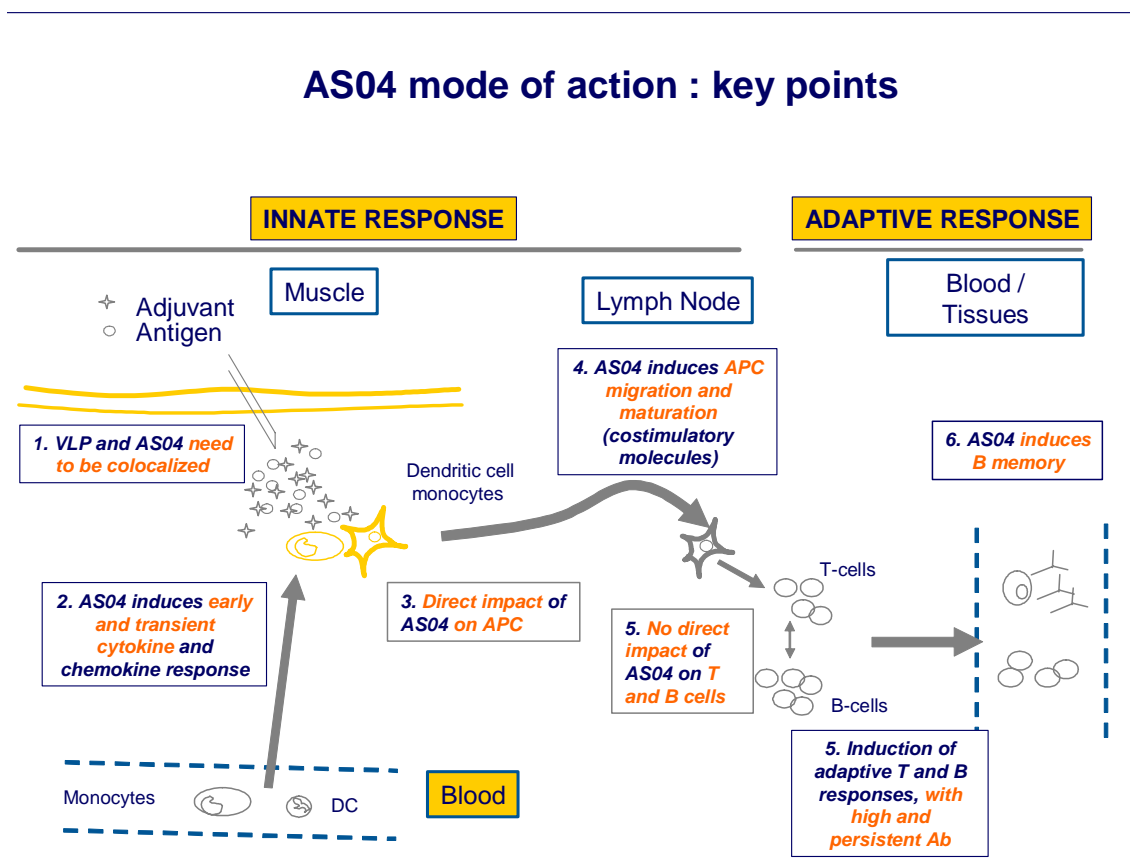 AS04 mode of action : key points
INNATE RESPONSE
ADAPTIVE RESPONSE
Muscle
Lymph Node
Blood /
Tissues
Adjuvant
Antigen
1. VLP and AS04 need
to be colocalized
Dendritic cell
monocytes
4. AS04 induces APC
migration and
maturation
(costimulatory
molecules)
6. AS04 induces
B memory
2. AS04 induces early
and transient
cytokine and
chemokine response
3. Direct impact of
AS04 on APC
T-cells
5. No direct
impact of
AS04 on T
and B cells
B-cells
5. Induction of
adaptive T and B
responses, with
high and
persistent Ab
Monocytes
DC
Blood